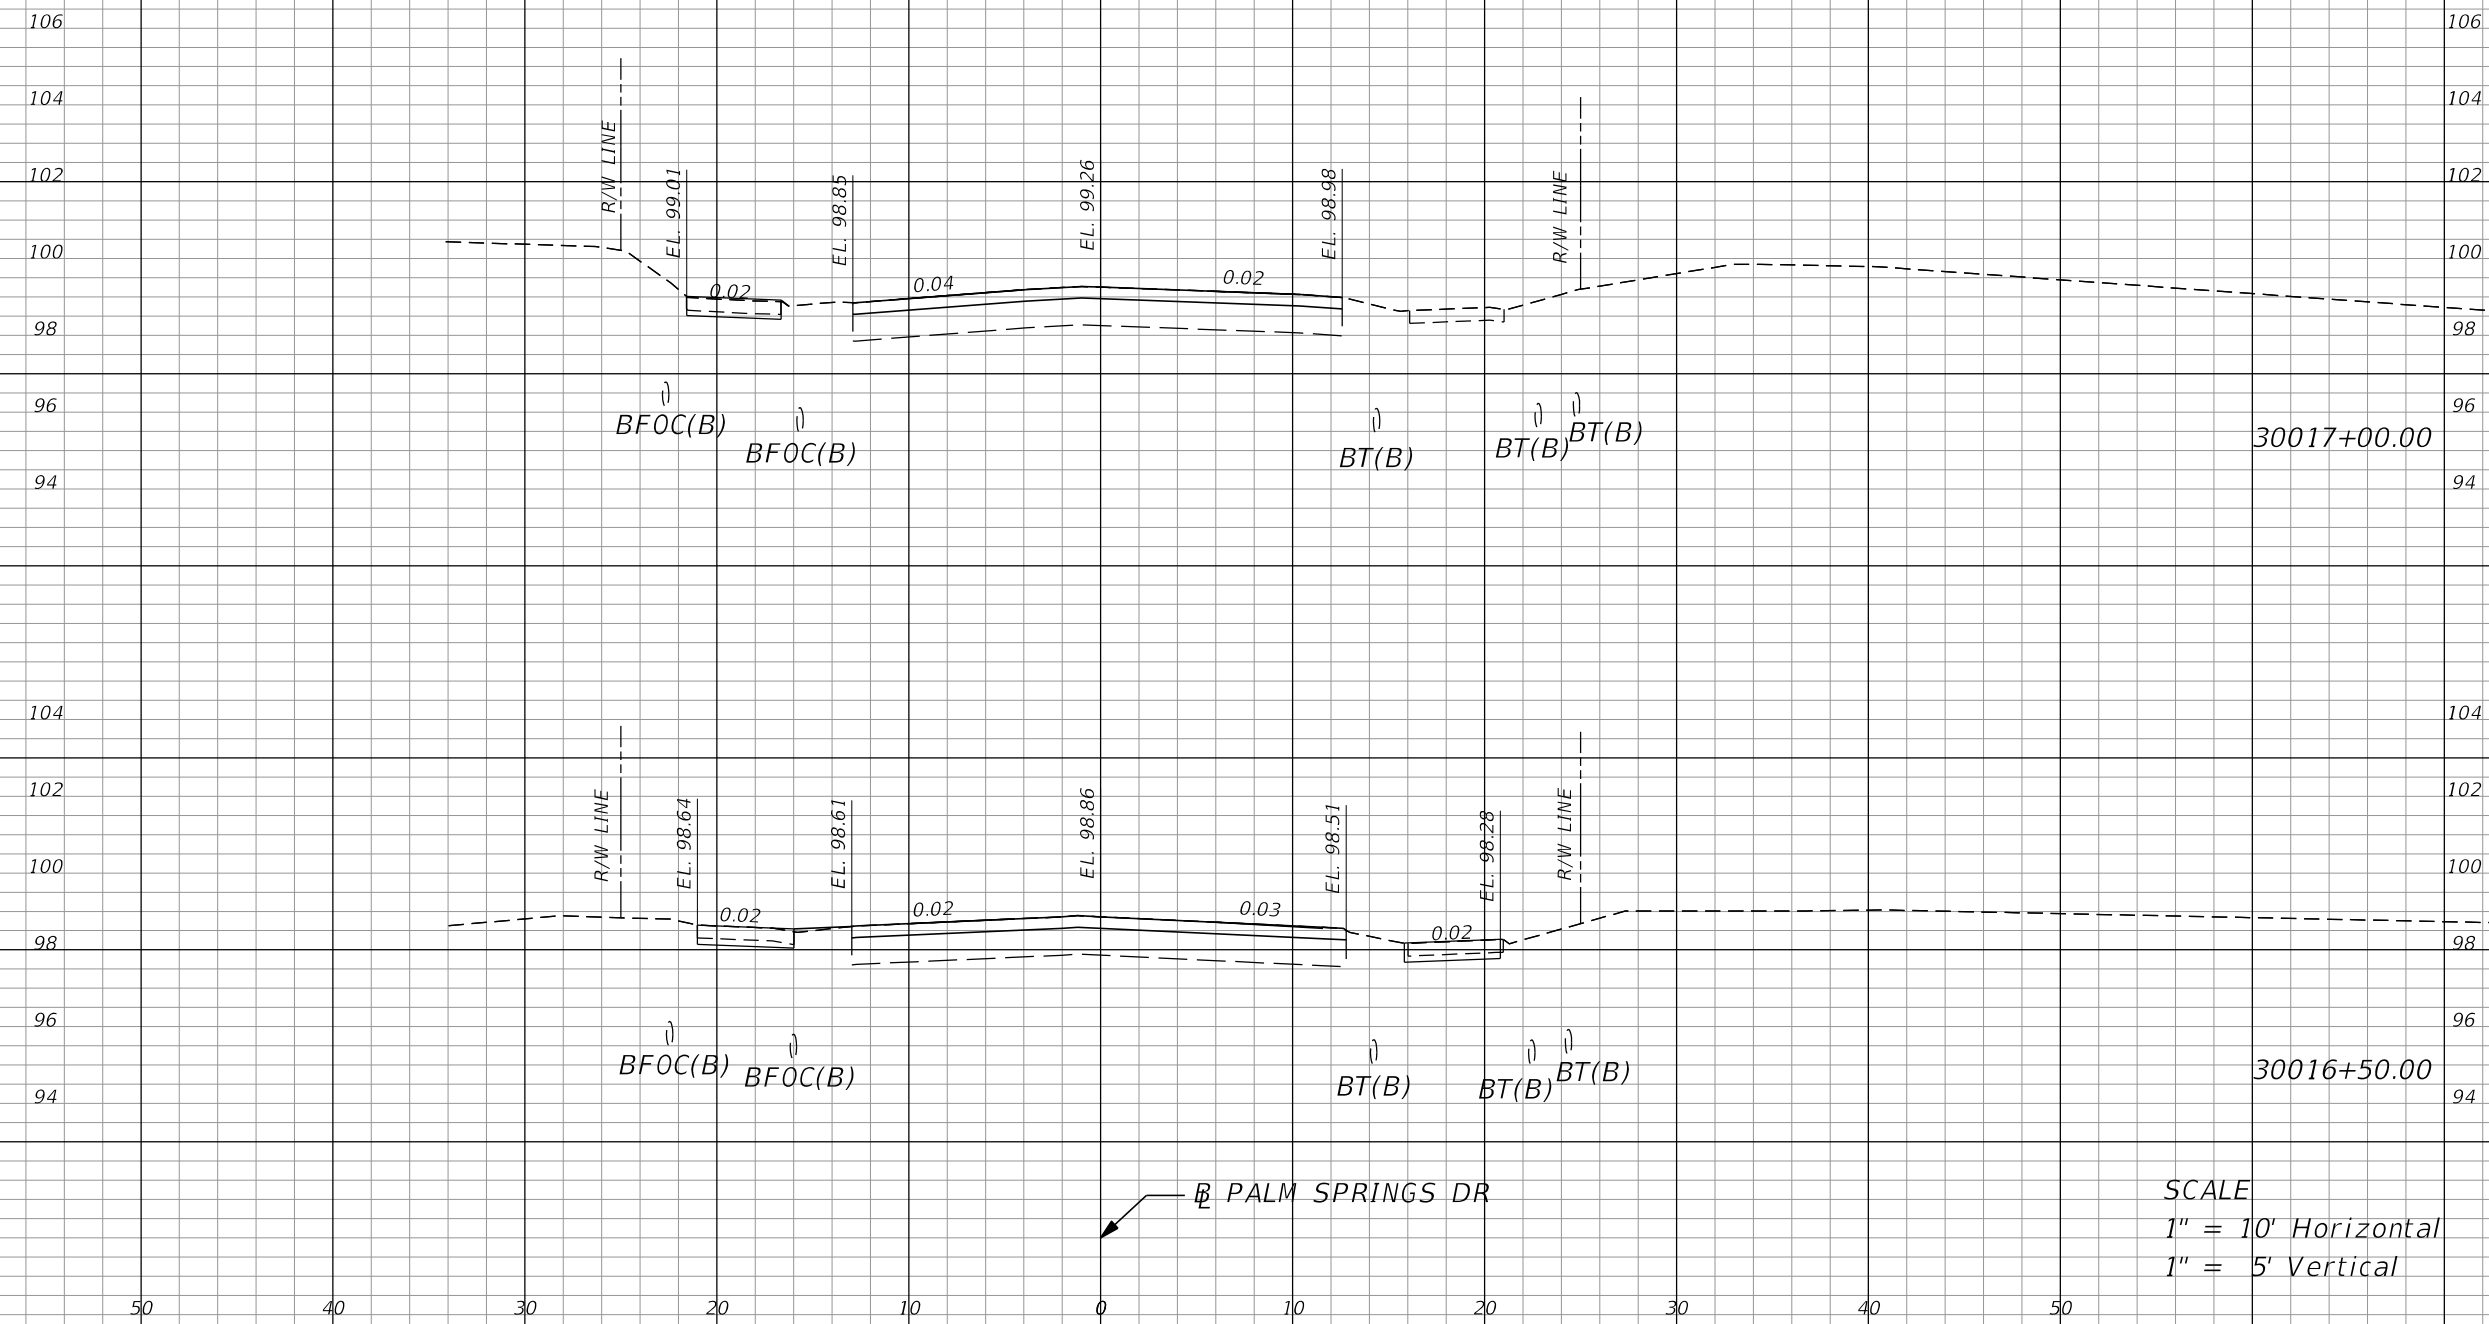 106 106
104 104
R/W LINE
102 102
EL. 99.01
EL. 98.85
EL. 99.26
EL. 98.98
R/W LINE
100 100
0.02 0.04 0.02
98 98
96 96
BFOC(B) BT(B)
BFOC(B) BT(B) BT(B) 30017+00.00
94 94
104 104
102 102
R/W LINE
EL. 98.64
EL. 98.61
EL. 98.86
EL. 98.51
EL. 98.28
R/W LINE
100 100
0.02 0.02 0.03
0.02
98 98
96 96
BFOC(B) BFOC(B) BT(B) BT(B) BT(B) 30016+50.00
94 94
BL PALM SPRINGS DR
SCALE
1" = 10' Horizontal
1" = 5' Vertical
50 40 30 20 10 0 10 20 30 40 50